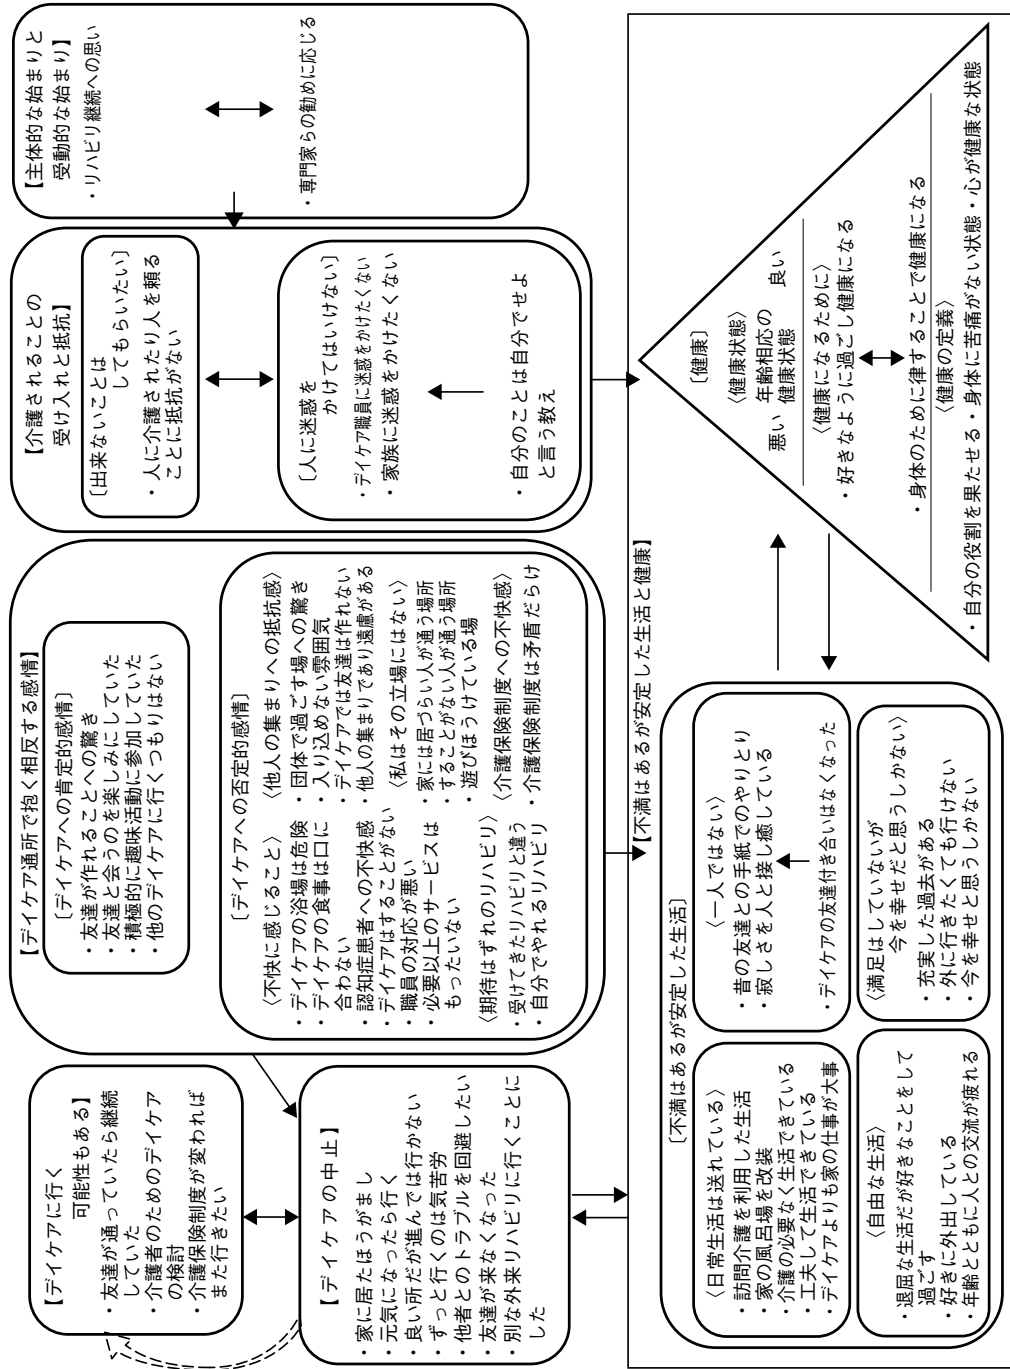 【主体的な始まりと
受動的な始まり】
・リハビリ継続への思い
・専門家らの勧めに応じる
【介護されることの
受け入れと抵抗】
〔出来ないことは
してもらいたい〕
・人に介護されたり人を頼る
ことに抵抗がない
〔人に迷惑を
かけてはいけない〕
・デイケア職員に迷惑をかけたくない
・家族に迷惑をかけたくない
・自分のことは自分でせよ
と言う教え
【デイケア通所で抱く相反する感情】
〔デイケアへの肯定的感情〕
・友達が作れることへの驚き
・友達と会うのを楽しみにしていた
・積極的に趣味活動に参加していた
・他のデイケアに行くつもりはない
〔デイケアへの否定的感情〕
〈不快に感じること〉
・デイケアの浴場は危険
・デイケアの食事は口に
合わない
・認知症患者への不快感
・デイケアはすることがない
・職員の対応が悪い
・必要以上のサービスは
もったいない
〈期待はずれのリハビリ〉
・受けてきたリハビリと違う
・自分でやれるリハビリ
〈他人の集まりへの抵抗感〉
・団体で過ごす場への驚き
・入り込めない雰囲気
・デイケアでは友達は作れない
・他人の集まりであり遠慮がある
〈私はその立場にはない〉
・家には居づらい人が通う場所
・することがない人が通う場所
・遊びほうけている場
〈介護保険制度への不快感〉
・介護保険制度は矛盾だらけ
【デイケアに行く
可能性もある】
・友達が通っていたら継続
していた
・介護者のためのデイケア
の検討
・介護保険制度が変われば
また行きたい
【デイケアの中止】
・家に居たほうがまし
・元気になったら行く
・良い所だが進んでは行かない
・ずっと行くのは気苦労
・他者とのトラブルを回避したい
・友達が来なくなった
・別な外来リハビリに行くことに
した
【不満はあるが安定した生活と健康】
〔健康〕
〈健康状態〉
年齢相応の
悪い 健康状態 良い
〈健康になるために〉
・好きなように過ごし健康になる
・身体のために律することで健康になる
〈健康の定義〉
・自分の役割を果たせる・身体に苦痛がない状態・心が健康な状態
〔不満はあるが安定した生活〕
〈日常生活は送れている〉
・訪問介護を利用した生活
・家の風呂場を改装
・介護の必要なく生活できている
・工夫して生活できている
・デイケアよりも家の仕事が大事
〈一人ではない〉
・昔の友達との手紙でのやりとり
・寂しさを人と接し癒している
・デイケアの友達付き合いはなくなった
〈自由な生活〉
・退屈な生活だが好きなことをして
過ごす
・好きに外出している
・年齢とともに人との交流が疲れる
〈満足はしていないが
今を幸せだと思うしかない〉
・充実した過去がある
・外に行きたくても行けない
・今を幸せと思うしかない